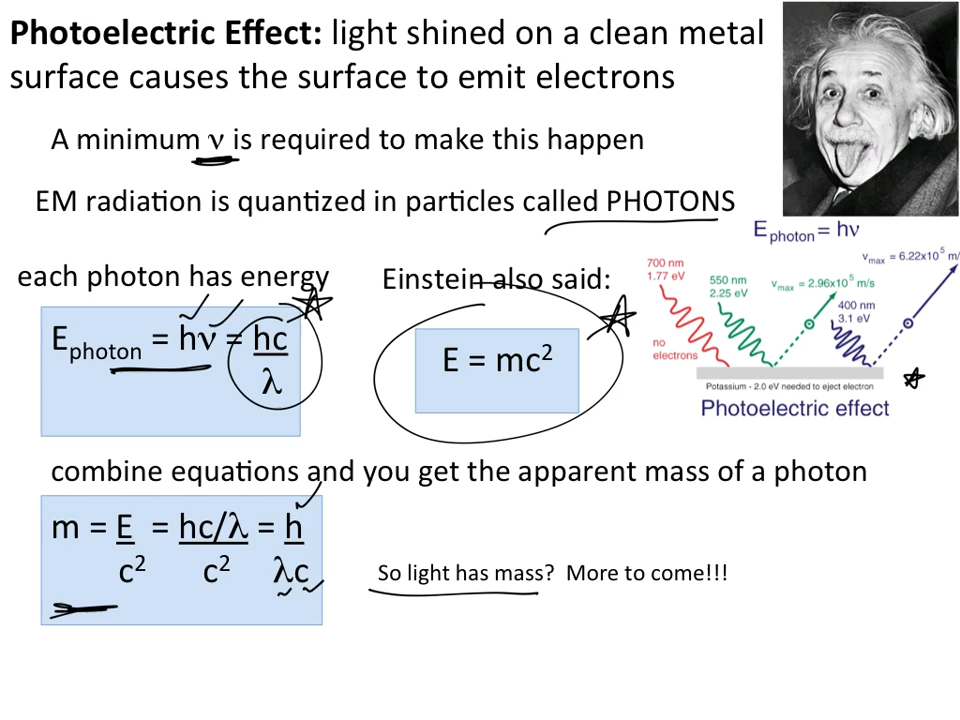 Photoelectric Effect: light shined on a clean metal
surface causes the surface to emit electrons
A minimum ν is required to make this happen
EM radiation is quantized in particles called PHOTONS
each photon has energy
E photon = hν = hc
λ
Einstein also said:
E = mc²
E photon = hν
700 nm
1.77 eV
550 nm
2.25 eV
v max = 2.96x10⁵ m/s
v max = 6.22x10⁵ m/
400 nm
3.1 eV
no
electrons
Potassium - 2.0 eV needed to eject electron
Photoelectric effect
combine equations and you get the apparent mass of a photon
m = E = hc/λ = h
c² c² λc
So light has mass? More to come!!!